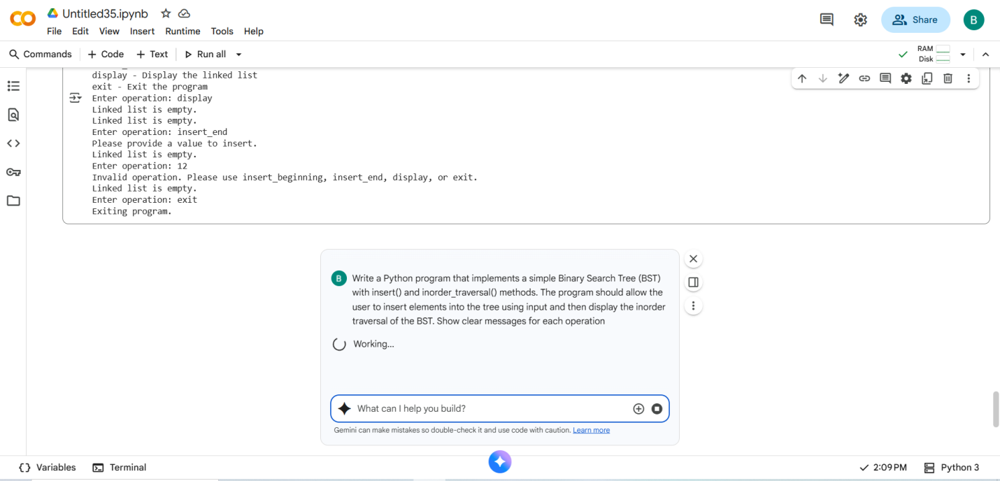 Untitled35.ipynb
File Edit View Insert Runtime Tools Help
Share
B
Commands + Code + Text Run all
RAM
Disk
display - Display the linked list
exit - Exit the program
Enter operation: display
Linked list is empty.
Linked list is empty.
Enter operation: insert_end
Please provide a value to insert.
Linked list is empty.
Enter operation: 12
Invalid operation. Please use insert_beginning, insert_end, display, or exit.
Linked list is empty.
Enter operation: exit
Exiting program.
B
Write a Python program that implements a simple Binary Search Tree (BST)
with insert() and inorder_traversal() methods. The program should allow the
user to insert elements into the tree using input and then display the inorder
traversal of the BST. Show clear messages for each operation
Working...
What can I help you build?
Gemini can make mistakes so double-check it and use code with caution. Learn more
{} Variables Terminal
2:09 PM Python 3